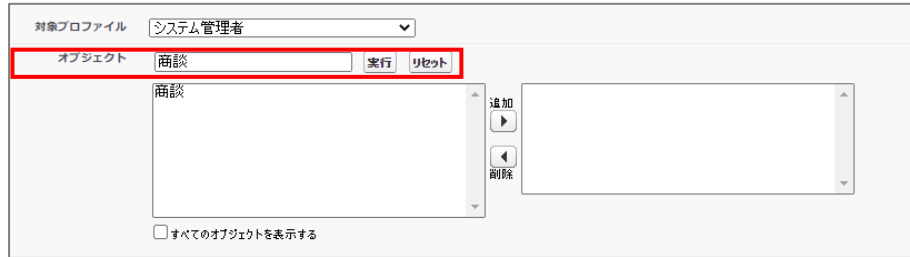 対象プロファイル システム管理者
オブジェクト 商談 実行 リセット
商談
追加
削除
すべてのオブジェクトを表示する